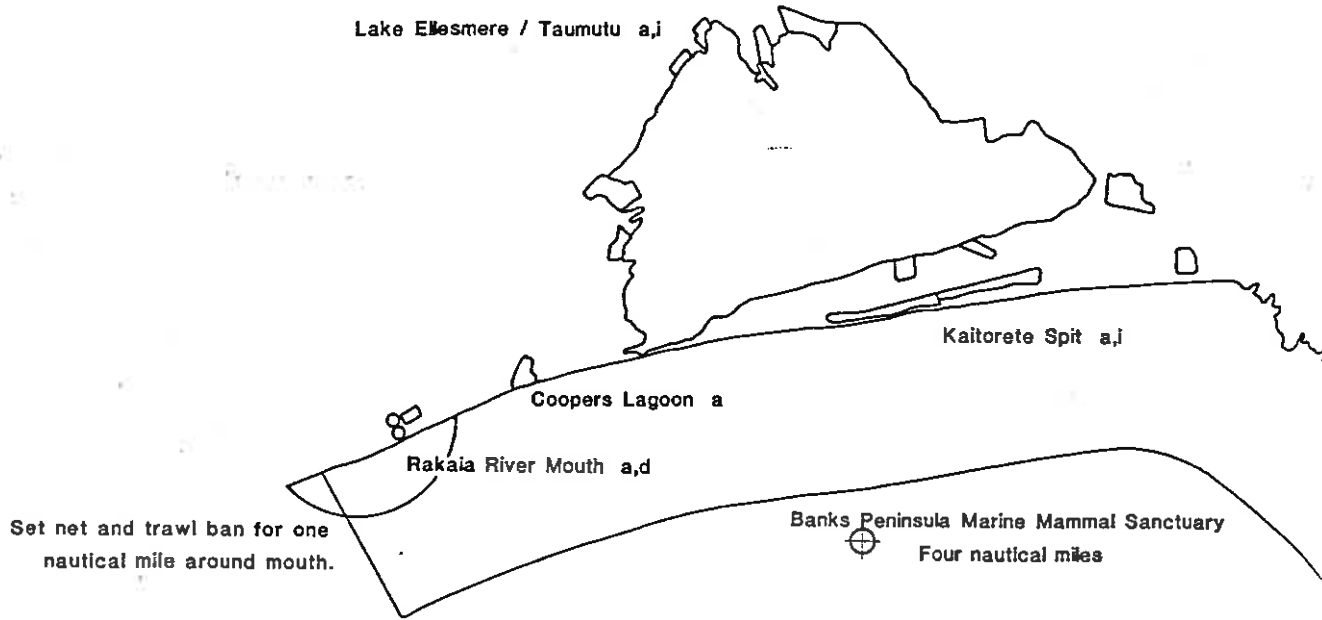 Lake Ellesmere / Taumutu a,i
Kaitorete Spit a,i
Coopers Lagoon a
Rakaia River Mouth a,d
Set net and trawl ban for one
nautical mile around mouth.
Banks Peninsula Marine Mammal Sanctuary
Four nautical miles